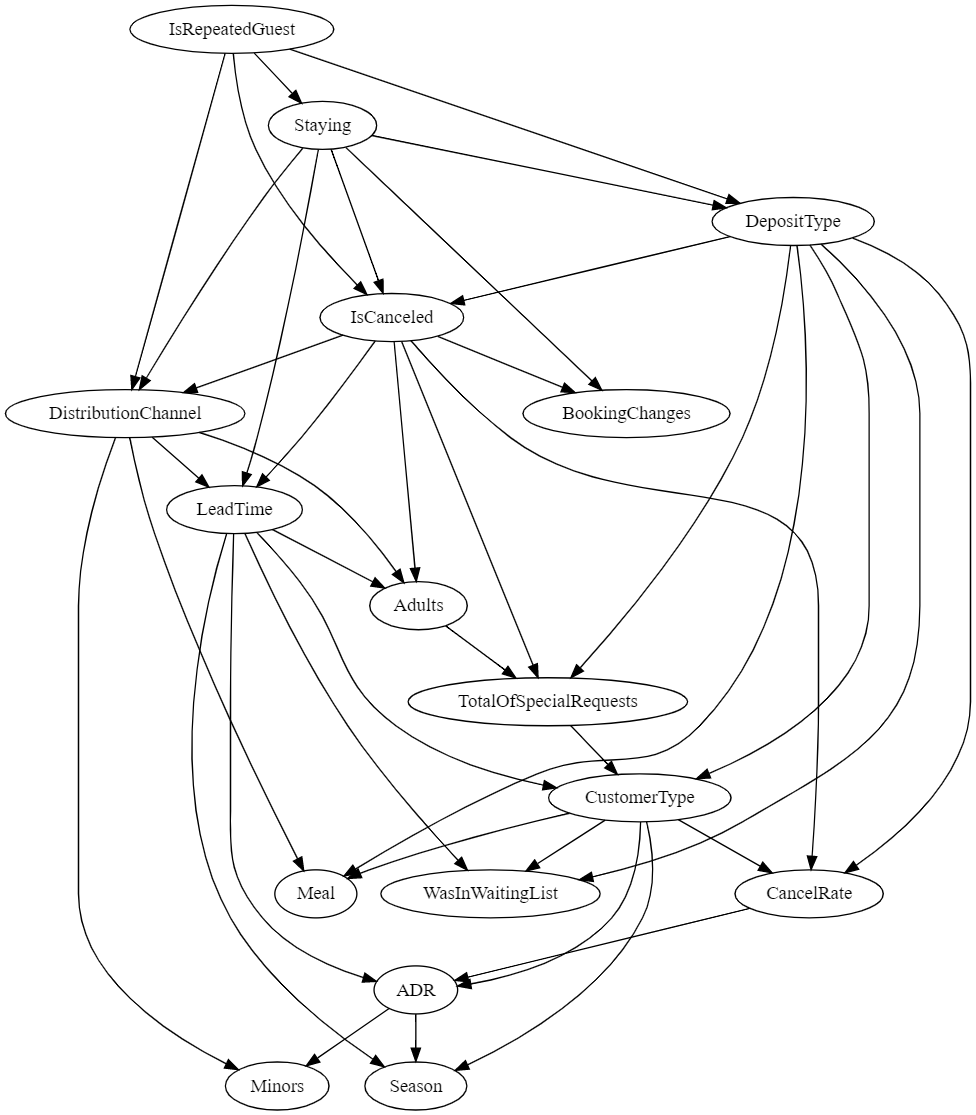 IsRepeatedGuest
Staying
DepositType
IsCanceled
DistributionChannel
BookingChanges
LeadTime
Adults
TotalOfSpecialRequests
CustomerType
Meal
WasInWaitingList
CancelRate
ADR
Minors
Season